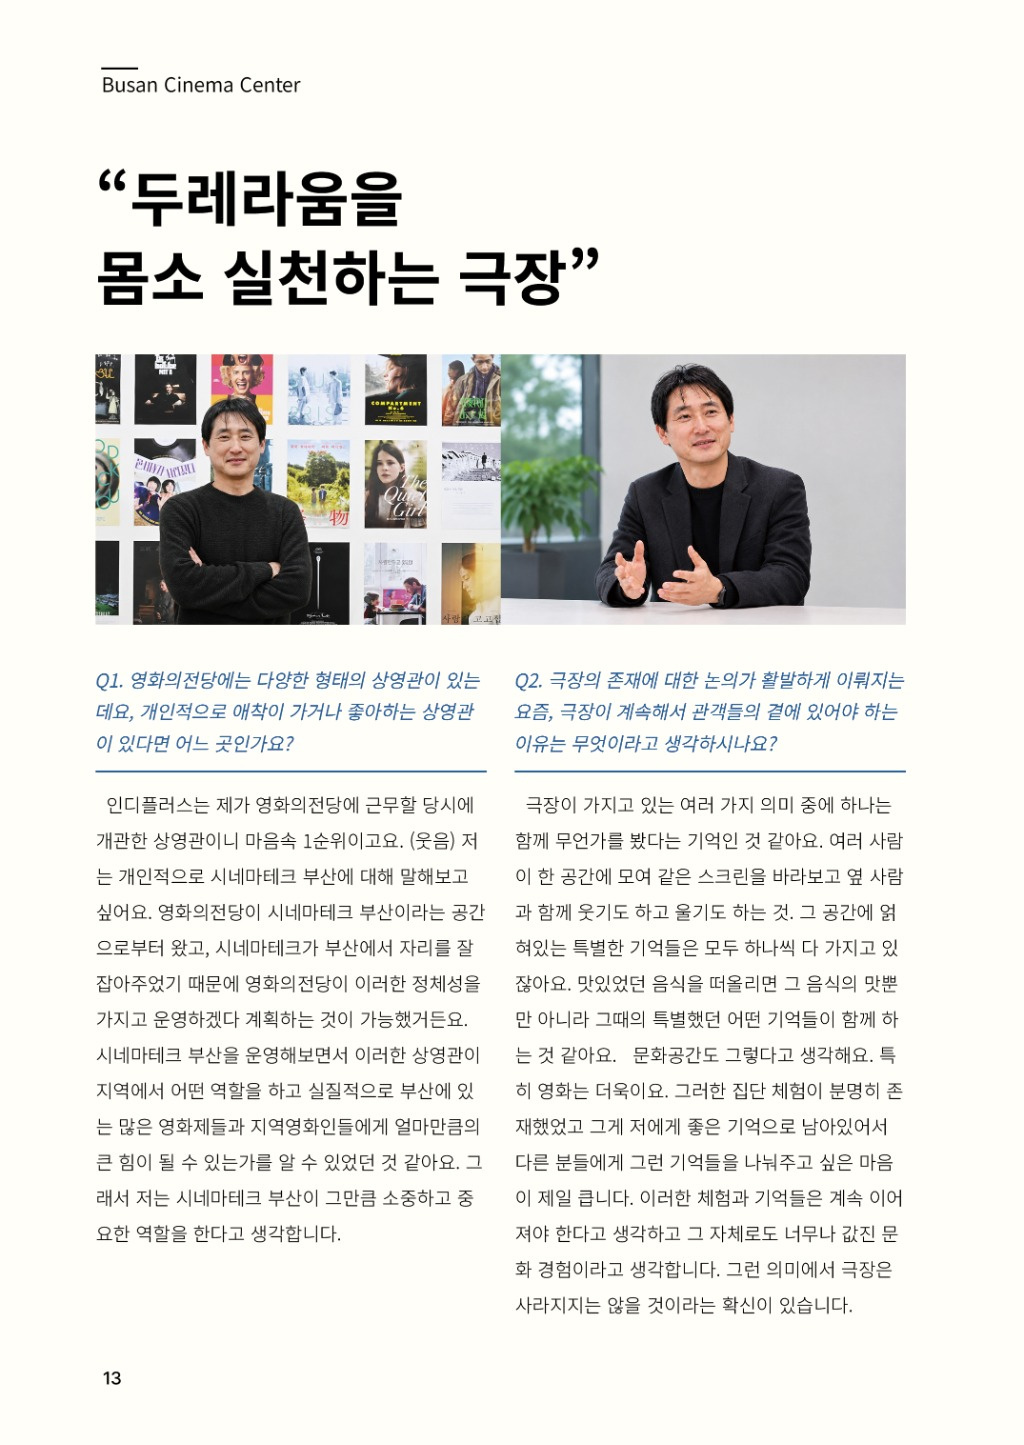 Busan Cinema Center
“두레라움을
몸소 실천하는 극장”
COMPARTMENT
No.6
The
Quiet
Girl
物
Q1. 영화의전당에는 다양한 형태의 상영관이 있는
데요, 개인적으로 애착이 가거나 좋아하는 상영관
이 있다면 어느 곳인가요?
인디플러스는 제가 영화의전당에 근무할 당시에
개관한 상영관이니 마음속 1순위이고요. (웃음) 저
는 개인적으로 시네마테크 부산에 대해 말해보고
싶어요. 영화의전당이 시네마테크 부산이라는 공간
으로부터 왔고, 시네마테크가 부산에서 자리를 잘
잡아주었기 때문에 영화의전당이 이러한 정체성을
가지고 운영하겠다 계획하는 것이 가능했거든요.
시네마테크 부산을 운영해보면서 이러한 상영관이
지역에서 어떤 역할을 하고 실질적으로 부산에 있
는 많은 영화제들과 지역영화인들에게 얼마만큼의
큰 힘이 될 수 있는가를 알 수 있었던 것 같아요. 그
래서 저는 시네마테크 부산이 그만큼 소중하고 중
요한 역할을 한다고 생각합니다.
Q2. 극장의 존재에 대한 논의가 활발하게 이뤄지는
요즘, 극장이 계속해서 관객들의 곁에 있어야 하는
이유는 무엇이라고 생각하시나요?
극장이 가지고 있는 여러 가지 의미 중에 하나는
함께 무언가를 봤다는 기억인 것 같아요. 여러 사람
이 한 공간에 모여 같은 스크린을 바라보고 옆 사람
과 함께 웃기도 하고 울기도 하는 것. 그 공간에 얽
혀있는 특별한 기억들은 모두 하나씩 다 가지고 있
잖아요. 맛있었던 음식을 떠올리면 그 음식의 맛뿐
만 아니라 그때의 특별했던 어떤 기억들이 함께 하
는 것 같아요. 문화공간도 그렇다고 생각해요. 특
히 영화는 더욱이요. 그러한 집단 체험이 분명히 존
재했었고 그게 저에게 좋은 기억으로 남아있어서
다른 분들에게 그런 기억들을 나눠주고 싶은 마음
이 제일 큽니다. 이러한 체험과 기억들은 계속 이어
져야 한다고 생각하고 그 자체로도 너무나 값진 문
화 경험이라고 생각합니다. 그런 의미에서 극장은
사라지지는 않을 것이라는 확신이 있습니다.
13